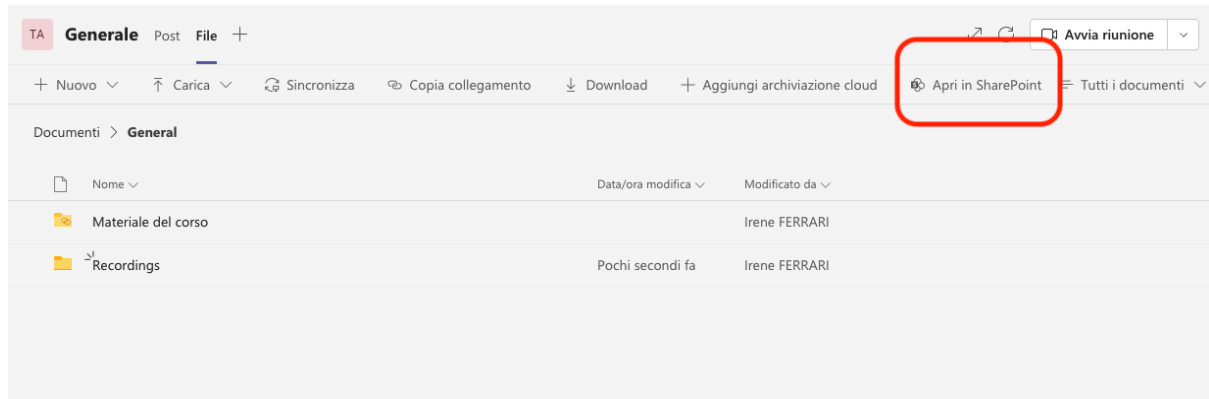 TA Generale Post File Avvia riunione
Nuovo Carica Sincronizza Copia collegamento Download Aggiungi archiviazione cloud Apri in SharePoint Tutti i documenti
Documenti > General
Nome Data/ora modifica Modificato da
Materiale del corso Irene FERRARI
Recordings Pochi secondi fa Irene FERRARI